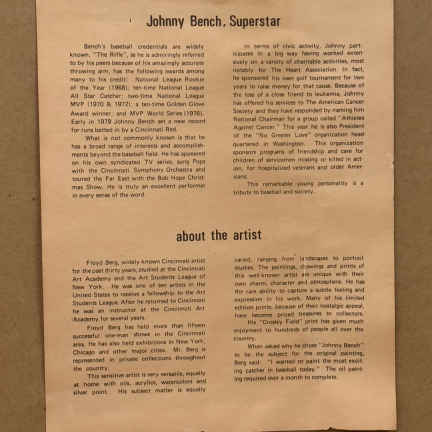 Johnny Bench, Superstar
Bench's baseball credentials are widely
known. "The Rifle", as he is admiringly referred
to by his peers because of his amazingly accurate
throwing arm, has the following awards among
many to his credit: National League Rookie
of the Year (1968); ten-time National League
All Star Catcher; two-time National League
MVP (1970 & 1972); a ten-time Golden Glove
Award winner; and MVP World Series (1976).
Early in 1979 Johnny Bench set a new record
for runs batted in by a Cincinnati Red.
What is not commonly known is that he
has a broad range of interests and accomplish-
ments beyond the baseball field. He has appeared
on his own syndicated TV series, sung Pops
with the Cincinnati Symphony Orchestra and
toured the Far East with the Bob Hope Christ
mas Show. He is truly an excellent performer
in every sense of the word.
In terms of civic activity, Johnny part-
icipates in a big way having worked exten-
sively on a variety of charitable activities, most
notably for The Heart Association. In fact,
he sponsored his own golf tournament for two
years to raise money for that cause. Because of
the loss of a close friend to leukemia, Johnny
has offered his services to The American Cancer
Society and they have responded by naming him
National Chairman for a group called "Athletes
Against Cancer." This year he is also President
of the "No Greater Love" organization head
quartered in Washington. This organization
sponsors programs of friendship and care for
children of servicemen missing or killed in act-
ion, for hospitalized veterans and older Amer-
icans.
This remarkable young personality is a
tribute to baseball and society.
about the artist
Floyd Berg, widely known Cincinnati artist
for the past thirty years, studied at the Cincinnati
Art Academy and the Art Students League of
New York. He was one of ten artists in the
United States to receive a fellowship to the Art
Students League. After he returned to Cincinnati
he was an instructor at the Cincinnati Art
Academy for several years.
Floyd Berg has held more than fifteen
successful one-man shows in the Cincinnati
area. He has also held exhibitions in New York,
Chicago and other major cities. Mr. Berg is
represented in private collections throughout
the country.
This sensitive artist is very versatile, equally
at home with oils, acrylics, watercolors and
silver point. His subject matter is equally
varied, ranging from landscapes to portrait
studies. The paintings, drawings and prints of
this well-known artist are unique with their
own charm, character and atmosphere. He has
the rare ability to capture a subtle feeling and
expression in his work. Many of his limited
edition prints, because of their nostalgic appeal,
have become prized treasures to collectors.
His "Crosley Field" print has given much
enjoyment to hundreds of people all over the
country.
When asked why he chose "Johnny Bench"
to be the subject for the original painting,
Berg said: "I wanted to paint the most excit-
ing catcher in baseball today." The oil paint-
ing required over a month to complete.